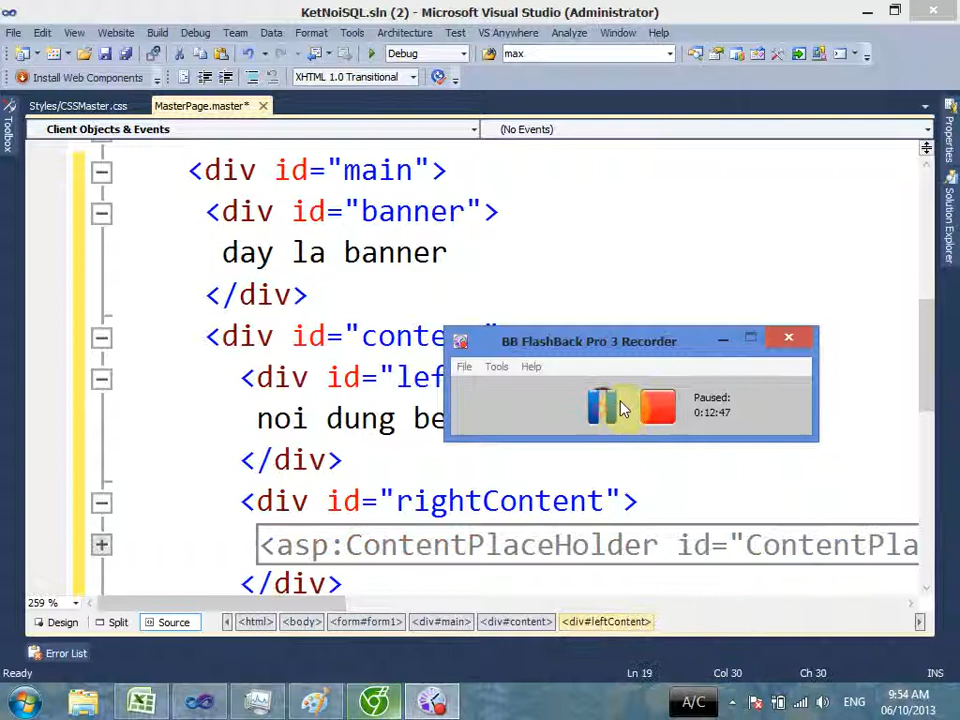 KetNoiSQL.sln (2) - Microsoft Visual Studio (Administrator)
File Edit View Website Build Debug Team Data Format Tools Architecture Test VS Anywhere Analyze Window Help
Debug max
Install Web Components XHTML 1.0 Transitional
Toolbox
Styles/CSSMaster.css MasterPage.master*
Client Objects & Events (No Events)
Properties
Solution Explorer
<div id="main">
<div id="banner">
day la banner
</div>
<div id="conte
BB FlashBack Pro 3 Recorder
File Tools Help
Paused:
0:12:47
<div id="lef
noi dung be
</div>
<div id="rightContent">
<asp:ContentPlaceHolder id="ContentPla
</div>
259 %
Design Split Source <html> <body> <form#form1> <div#main> <div#content> <div#leftContent>
Error List
Ready Ln 19 Col 30 Ch 30 INS
A/C ENG 9:54 AM
06/10/2013